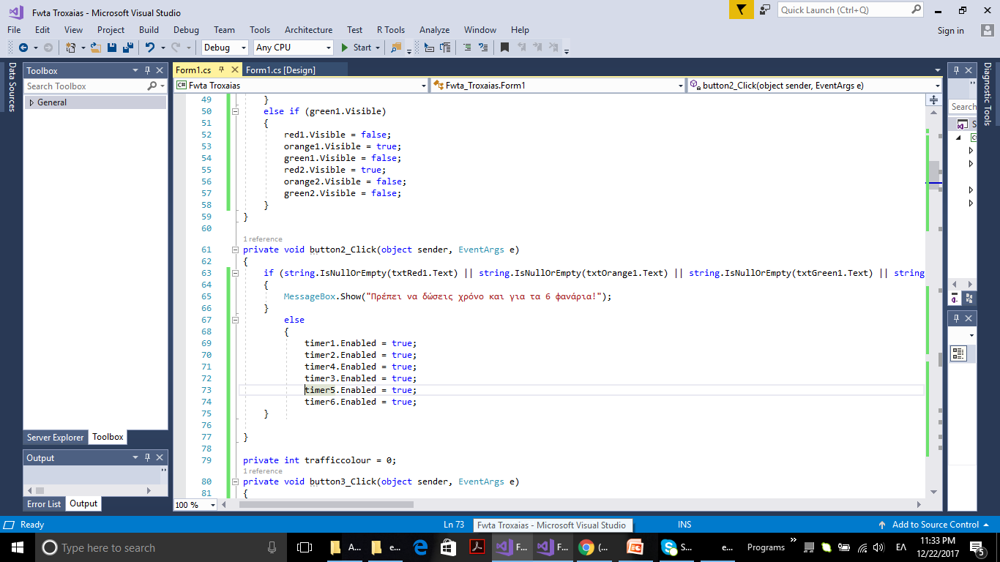 Fwta Troxaias - Microsoft Visual Studio
Quick Launch (Ctrl+Q)
File Edit View Project Build Debug Team Tools Architecture Test R Tools Analyze Window Help
Sign in
Debug Any CPU Start
Data Sources
Toolbox
Search Toolbox
General
Form1.cs Form1.cs [Design]
C# Fwta Troxaias Fwta_Troxaias.Form1 button2_Click(object sender, EventArgs e)
49 }
50 else if (green1.Visible)
51 {
52 red1.Visible = false;
53 orange1.Visible = true;
54 green1.Visible = false;
55 red2.Visible = true;
56 orange2.Visible = false;
57 green2.Visible = false;
58 }
59 }
60
1 reference
61 private void button2_Click(object sender, EventArgs e)
62 {
63 if (string.IsNullOrEmpty(txtRed1.Text) || string.IsNullOrEmpty(txtOrange1.Text) || string.IsNullOrEmpty(txtGreen1.Text) || string
64 {
65 MessageBox.Show("Πρέπει να δώσεις χρόνο και για τα 6 φανάρια!");
66 }
67 else
68 {
69 timer1.Enabled = true;
70 timer2.Enabled = true;
71 timer4.Enabled = true;
72 timer3.Enabled = true;
73 timer5.Enabled = true;
74 timer6.Enabled = true;
75 }
76
77 }
78
79 private int trafficcolour = 0;
1 reference
80 private void button3_Click(object sender, EventArgs e)
81 {
100 %
Server Explorer Toolbox
Output
Error List Output
Search
Diagnostic Tools
Ready Ln 73 INS Add to Source Control
Fwta Troxaias - Microsoft Visual Studio
Type here to search
A... e... F... F... (... S... e... Programs ΕΛ 11:33 PM
12/22/2017 5